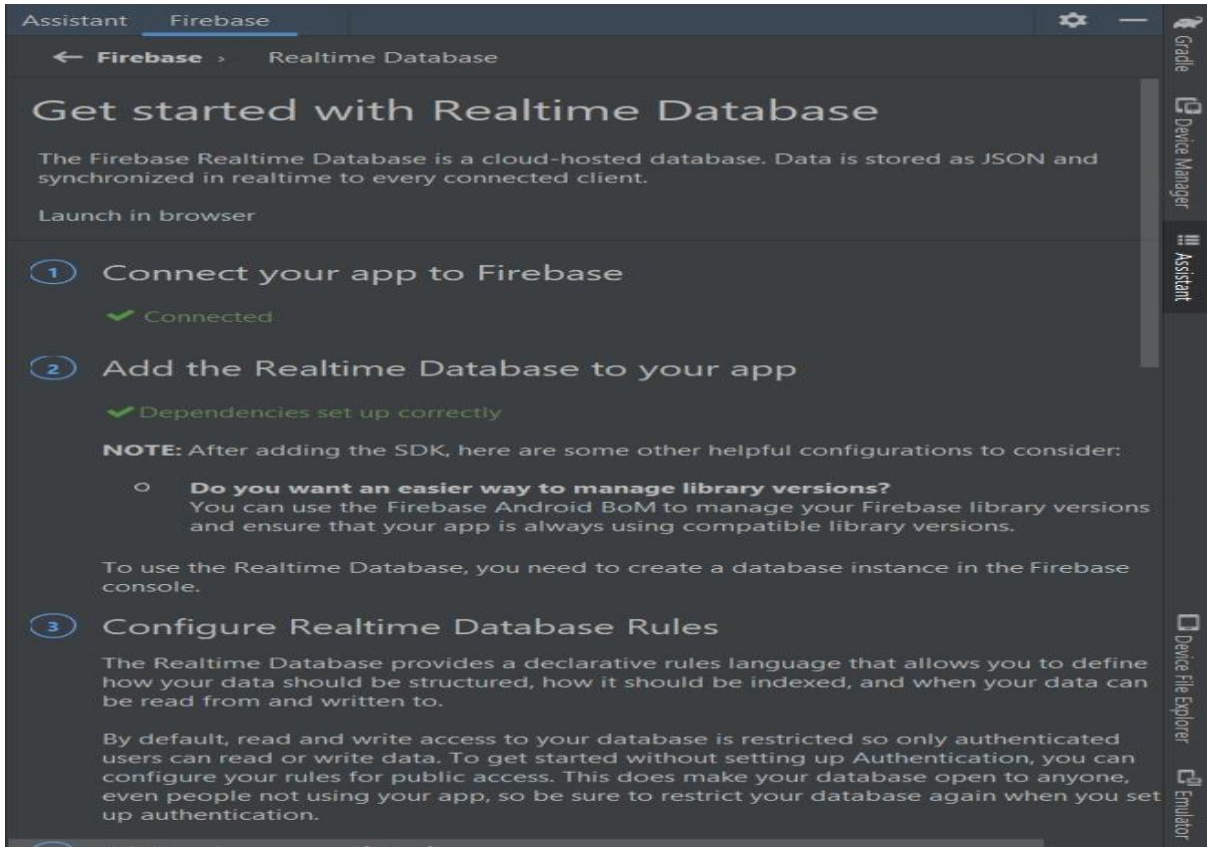 Assistant Firebase
← Firebase › Realtime Database
Get started with Realtime Database
The Firebase Realtime Database is a cloud-hosted database. Data is stored as JSON and
synchronized in realtime to every connected client.
Launch in browser
1 Connect your app to Firebase
✔ Connected
2 Add the Realtime Database to your app
✔ Dependencies set up correctly
NOTE: After adding the SDK, here are some other helpful configurations to consider:
Do you want an easier way to manage library versions?
You can use the Firebase Android BoM to manage your Firebase library versions
and ensure that your app is always using compatible library versions.
To use the Realtime Database, you need to create a database instance in the Firebase
console.
3 Configure Realtime Database Rules
The Realtime Database provides a declarative rules language that allows you to define
how your data should be structured, how it should be indexed, and when your data can
be read from and written to.
By default, read and write access to your database is restricted so only authenticated
users can read or write data. To get started without setting up Authentication, you can
configure your rules for public access. This does make your database open to anyone,
even people not using your app, so be sure to restrict your database again when you set
up authentication.
Gradle
Device Manager
Assistant
Device File Explorer
Emulator